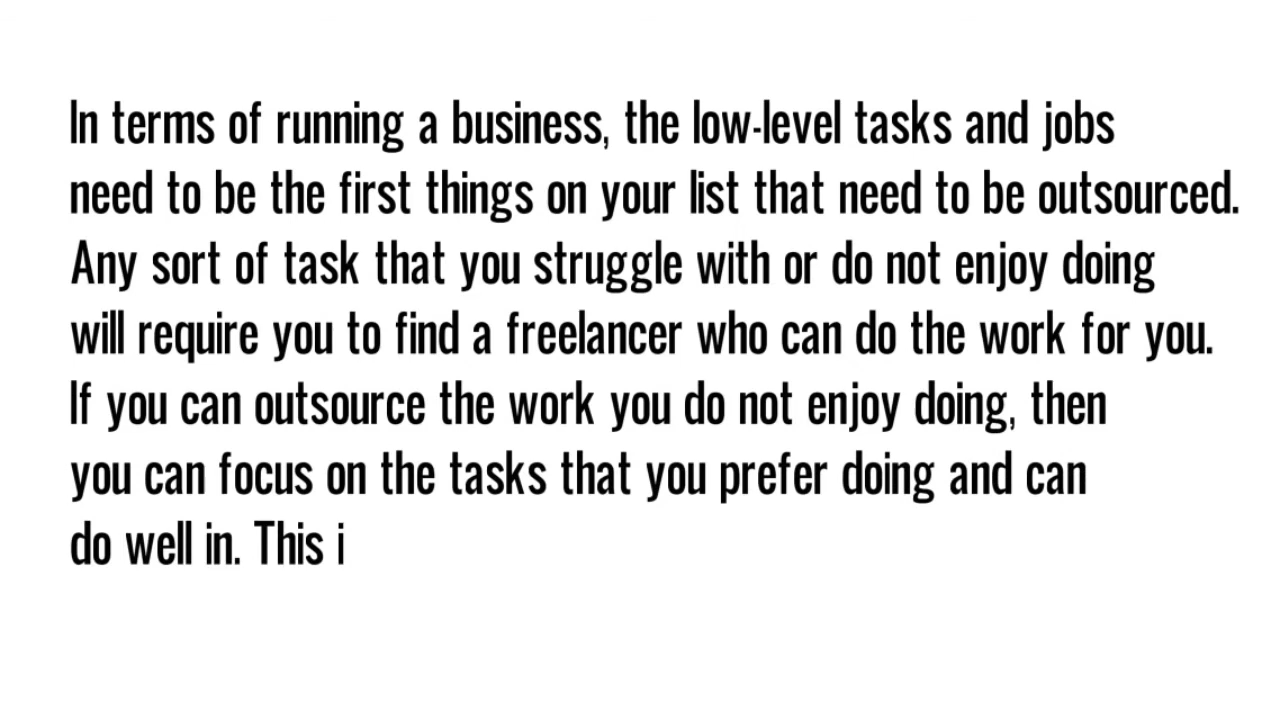 In terms of running a business, the low-level tasks and jobs
need to be the first things on your list that need to be outsourced.
Any sort of task that you struggle with or do not enjoy doing
will require you to find a freelancer who can do the work for you.
If you can outsource the work you do not enjoy doing, then
you can focus on the tasks that you prefer doing and can
do well in. This i